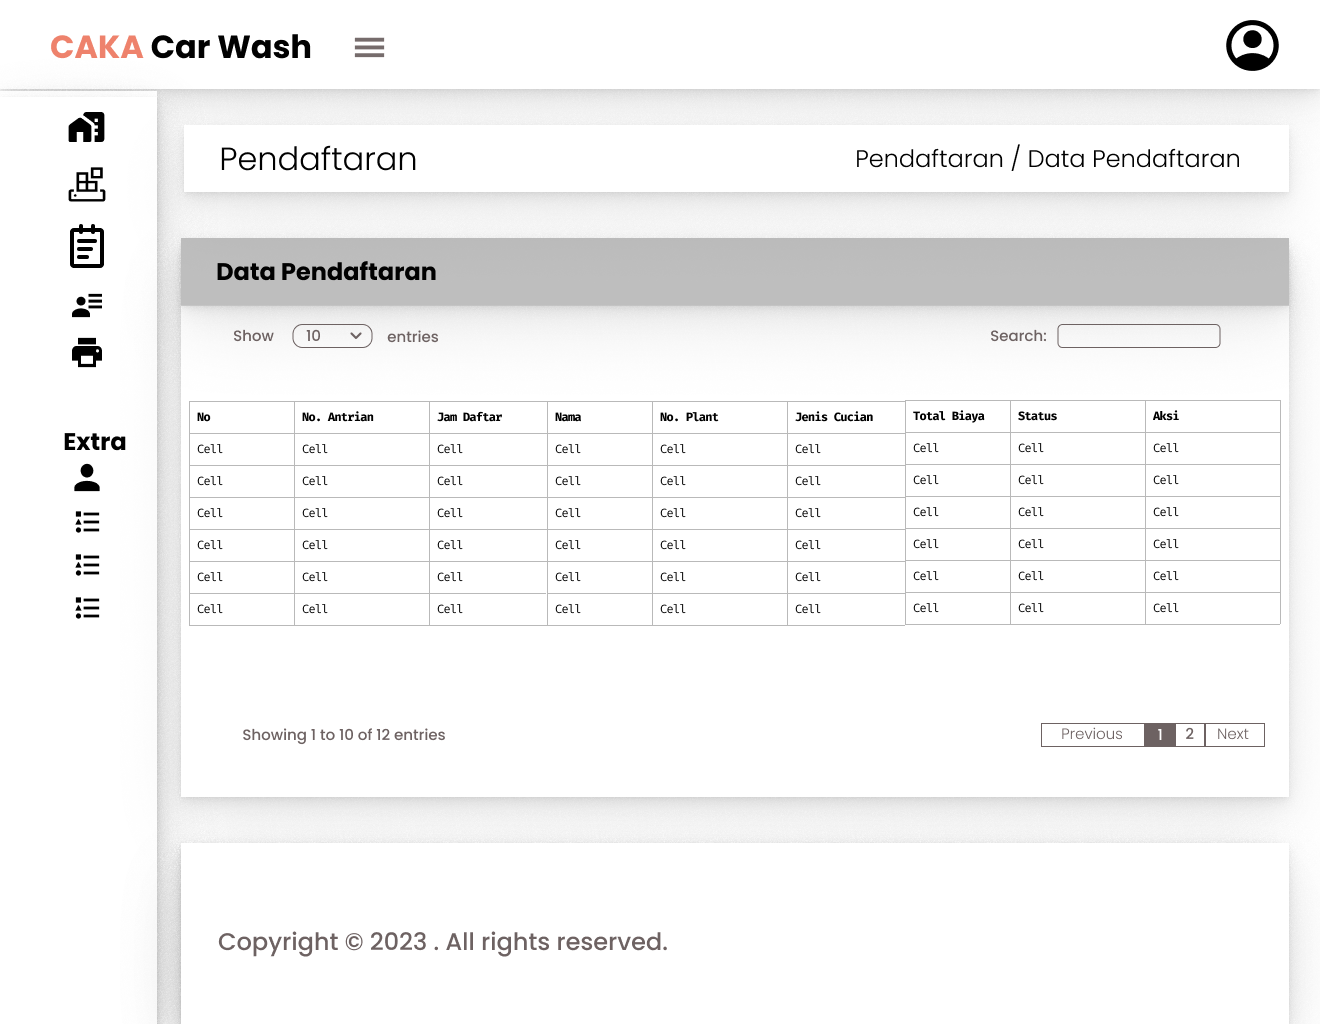 CAKA Car Wash
Pendaftaran
Pendaftaran / Data Pendaftaran
Data Pendaftaran
Show 10 entries
Search:
No No. Antrian Jam Daftar Nama No. Plant Jenis Cucian Total Biaya Status Aksi
Cell Cell Cell Cell Cell Cell Cell Cell Cell
Cell Cell Cell Cell Cell Cell Cell Cell Cell
Cell Cell Cell Cell Cell Cell Cell Cell Cell
Cell Cell Cell Cell Cell Cell Cell Cell Cell
Cell Cell Cell Cell Cell Cell Cell Cell Cell
Cell Cell Cell Cell Cell Cell Cell Cell Cell
Extra
Showing 1 to 10 of 12 entries
Previous 1 2 Next
Copyright © 2023 . All rights reserved.